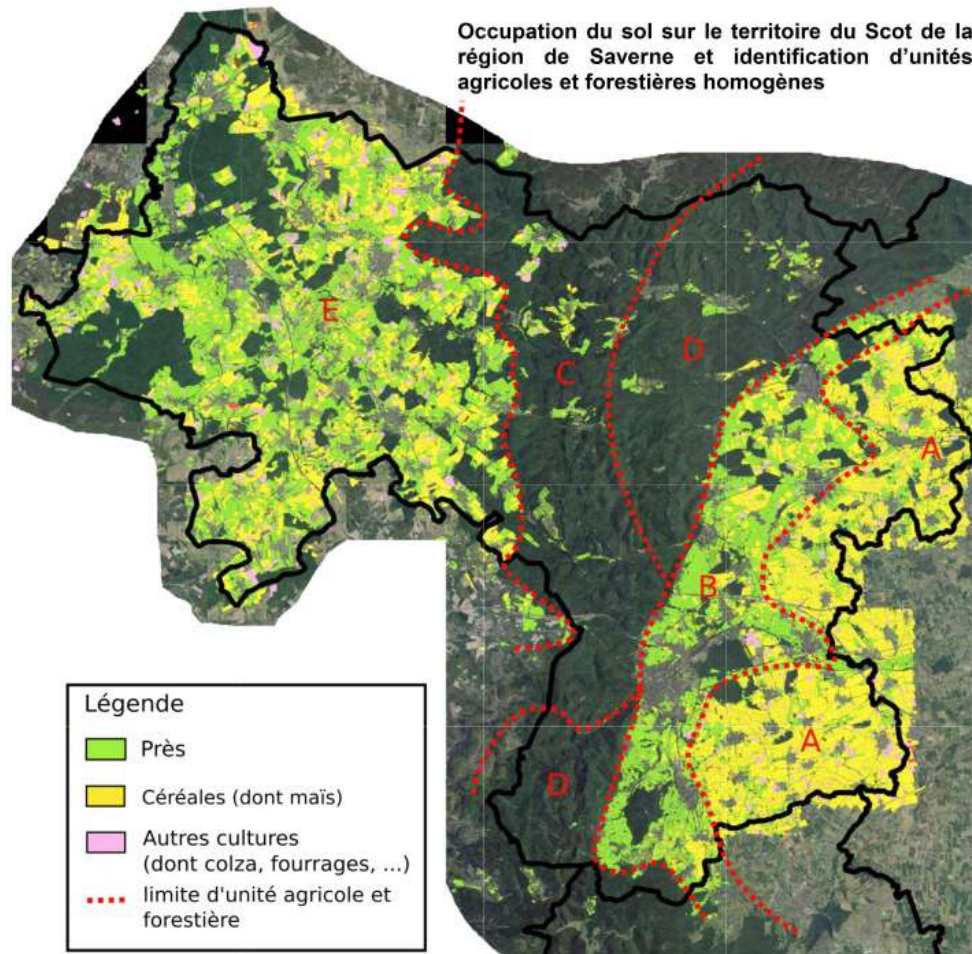 Occupation du sol sur le territoire du Scot de la
région de Saverne et identification d'unités
agricoles et forestières homogènes
E
C
D
A
B
A
D
Légende
Près
Céréales (dont maïs)
Autres cultures
(dont colza, fourrages, ...)
limite d'unité agricole et
forestière